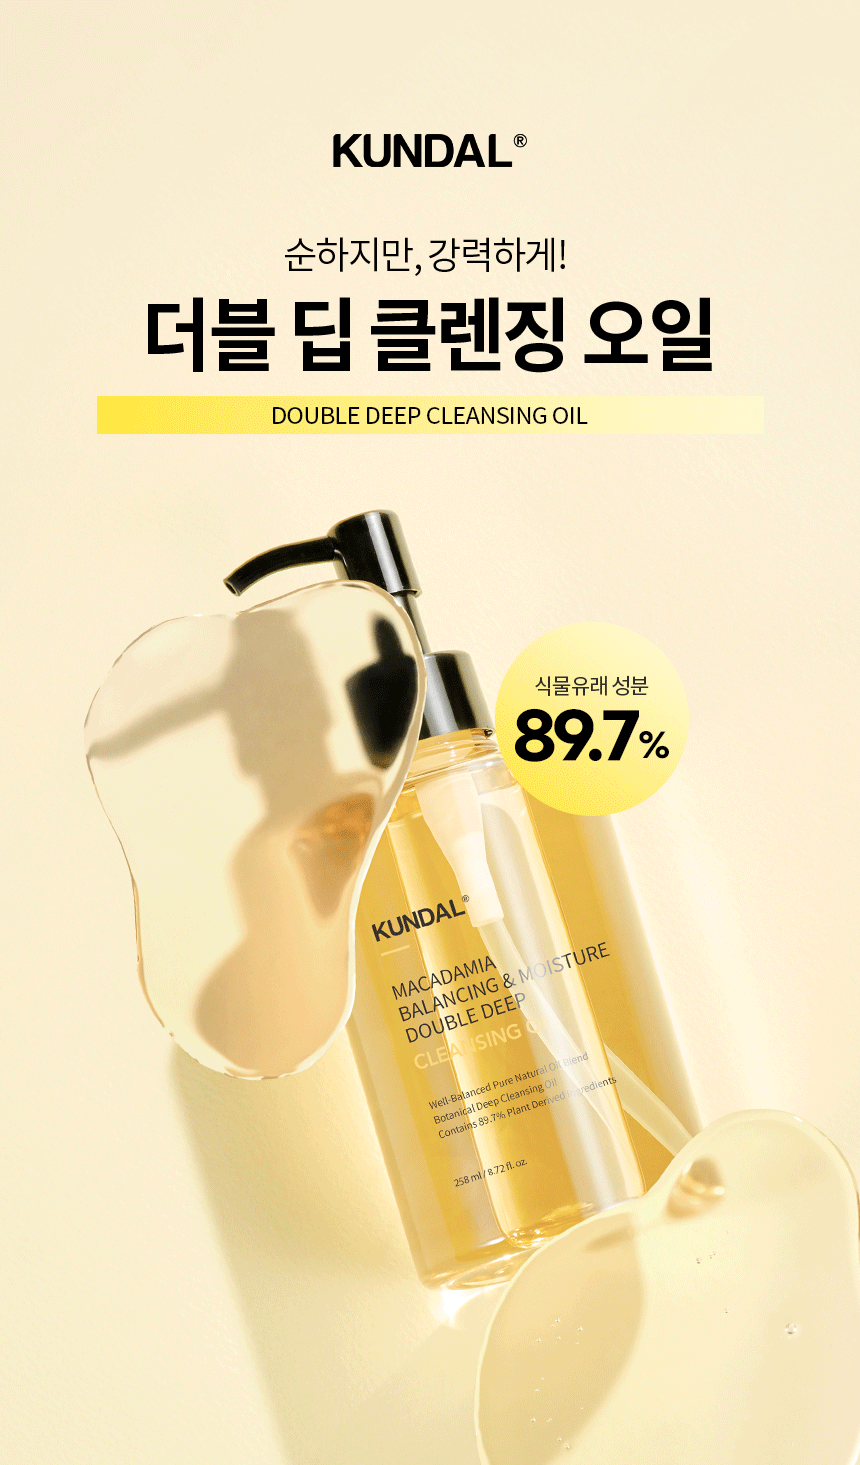 KUNDAL®
순하지만, 강력하게!
더블 딥 클렌징 오일
DOUBLE DEEP CLEANSING OIL
식물유래 성분
89.7%
KUNDAL®
MACADAMIA
BALANCING & MOISTURE
DOUBLE DEEP
CLEANSING O
Well-Balanced Pure Natural Oil Blend
Botanical Deep Cleansing Oil
Contains 89.7% Plant Derived Ingredients
258 ml / 8.72 fl. oz.